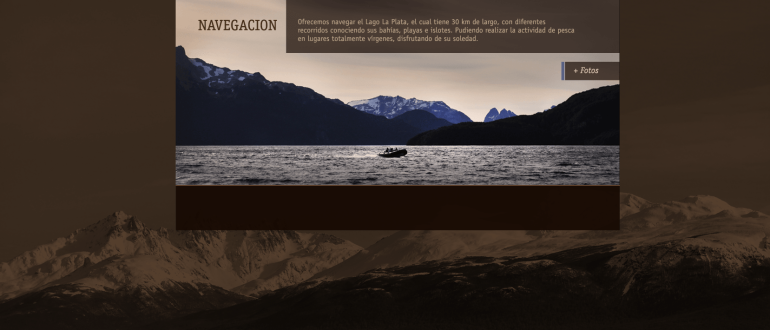 NAVEGACION
Ofrecemos navegar el Lago La Plata, el cual tiene 30 km de largo, con diferentes
recorridos conociendo sus bahías, playas e islotes. Pudiendo realizar la actividad de pesca
en lugares totalmente vírgenes, disfrutando de su soledad.
+ Fotos